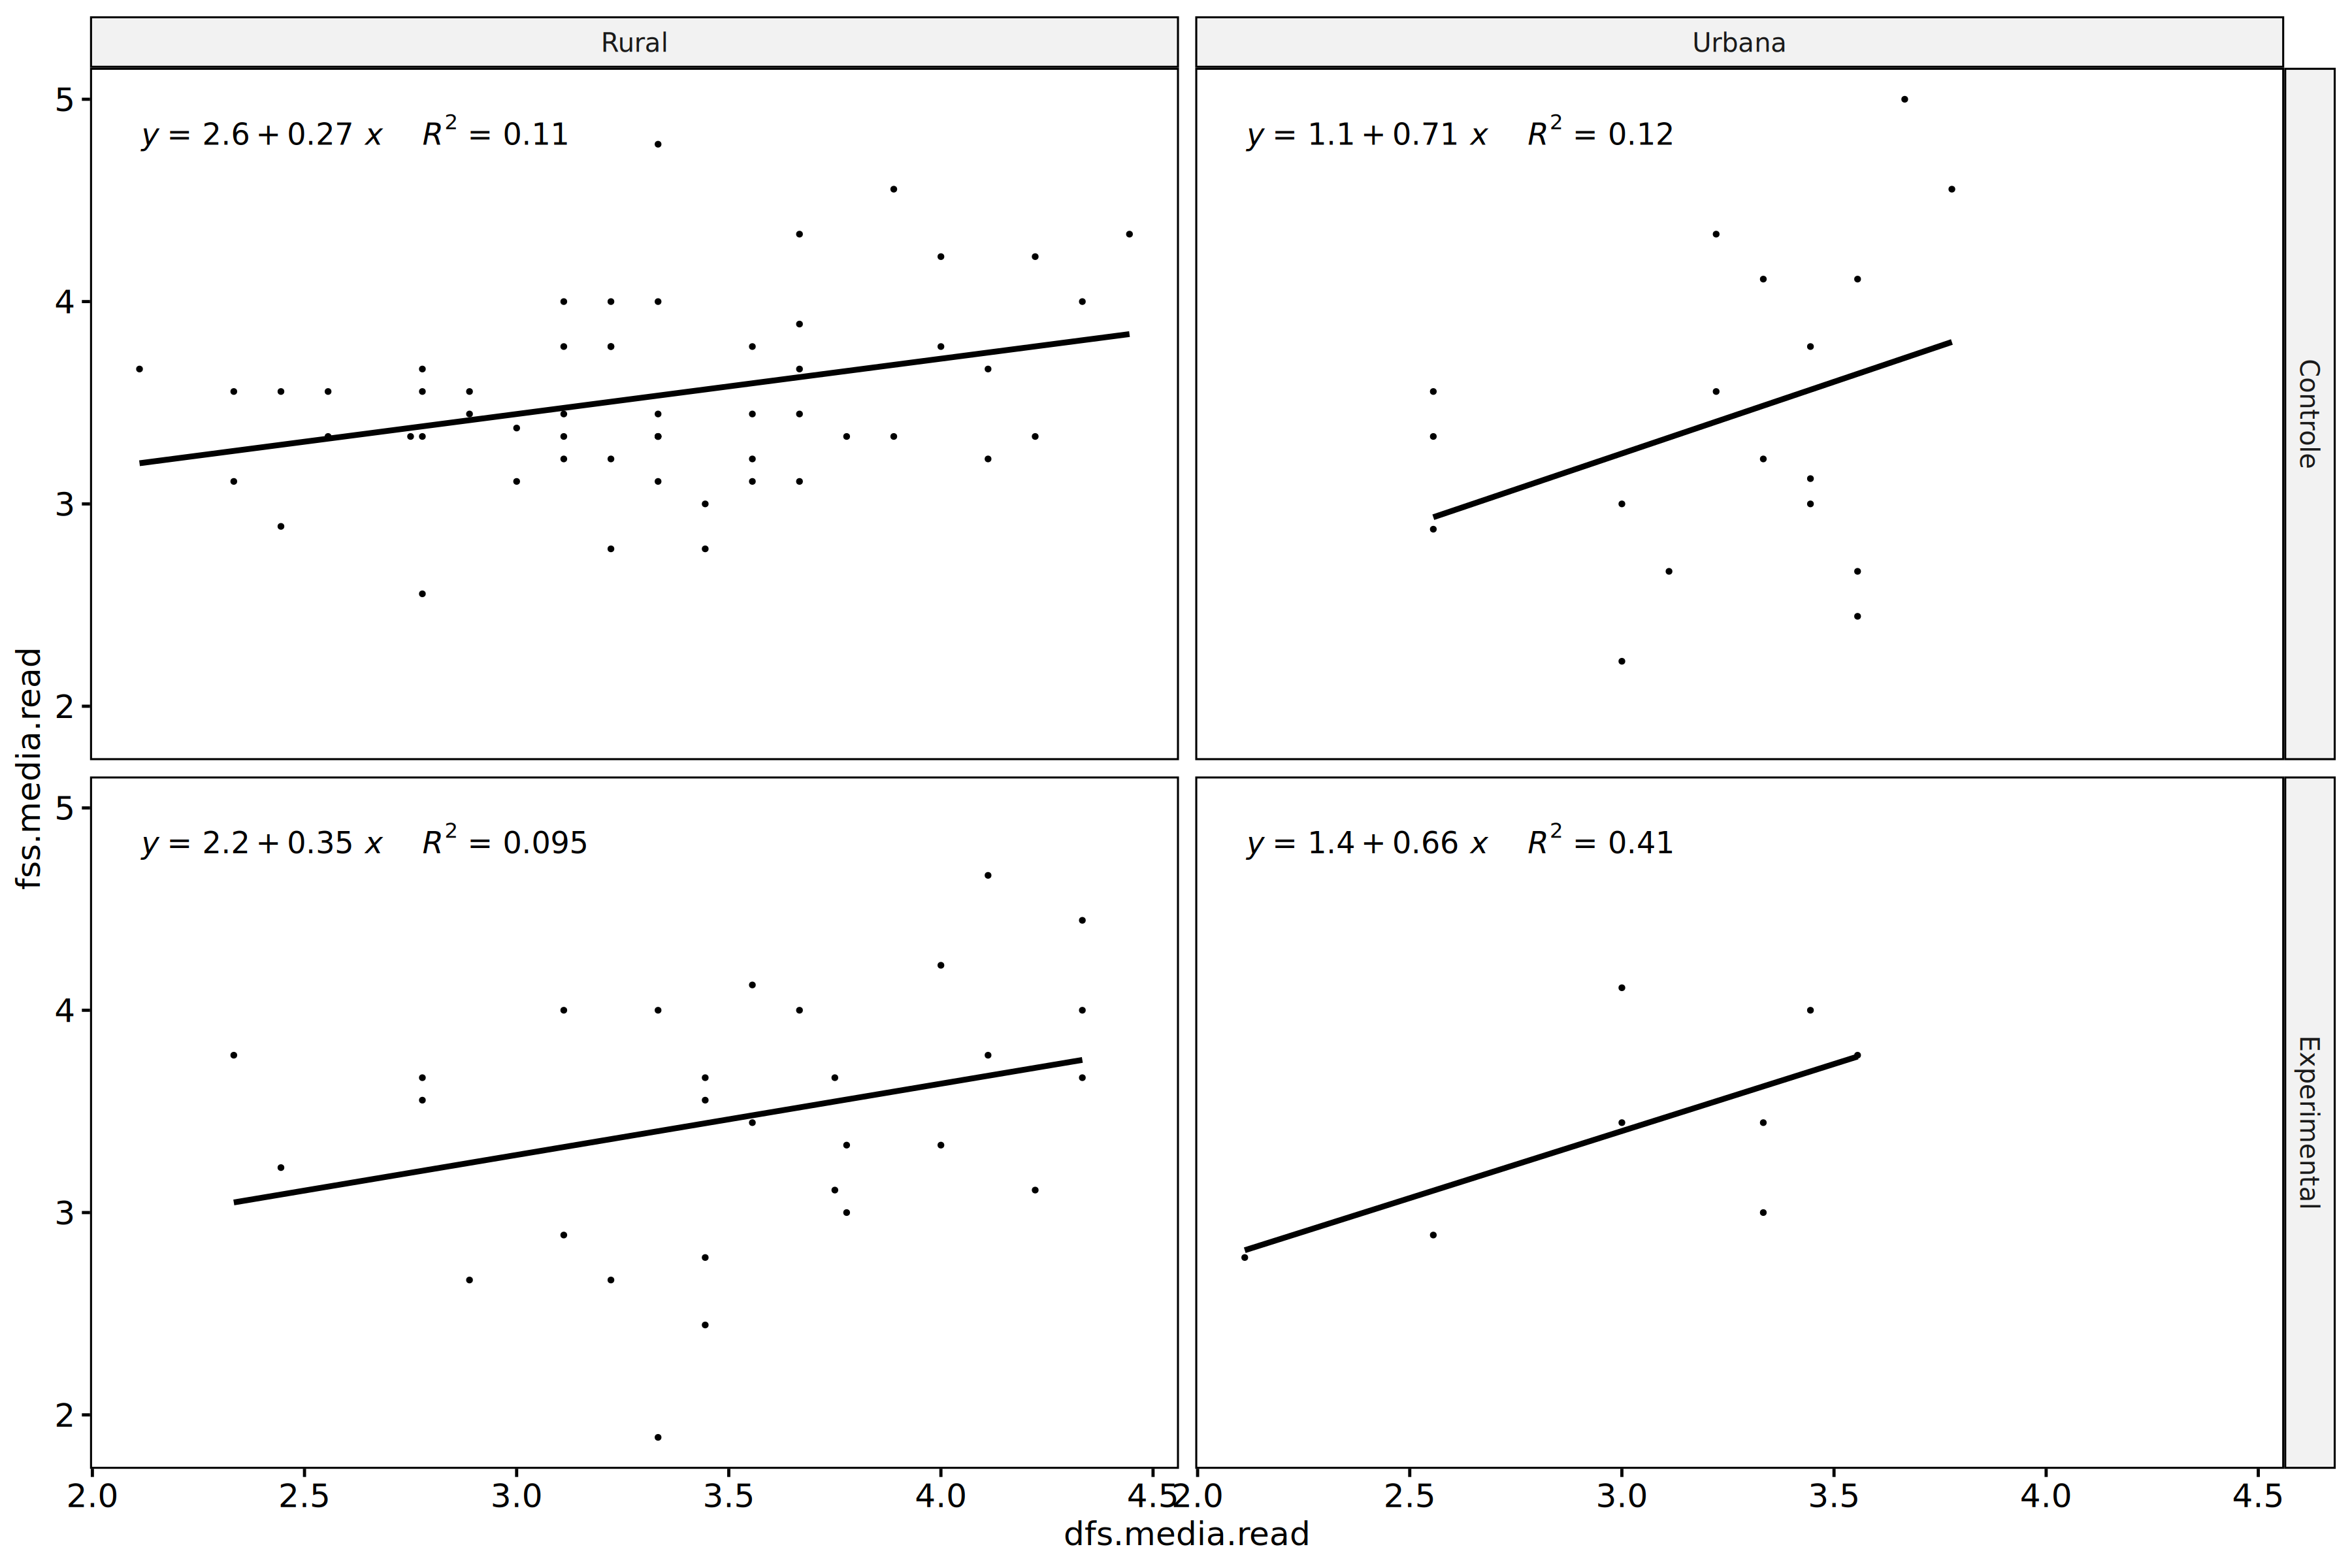 Rural
Urbana
5
4
3
2
y = 2.6 + 0.27 x R² = 0.11
y = 1.1 + 0.71 x R² = 0.12
Controle
fss.media.read
5
4
3
2
y = 2.2 + 0.35 x R² = 0.095
y = 1.4 + 0.66 x R² = 0.41
Experimental
2.0 2.5 3.0 3.5 4.0 4.5
2.0 2.5 3.0 3.5 4.0 4.5
dfs.media.read